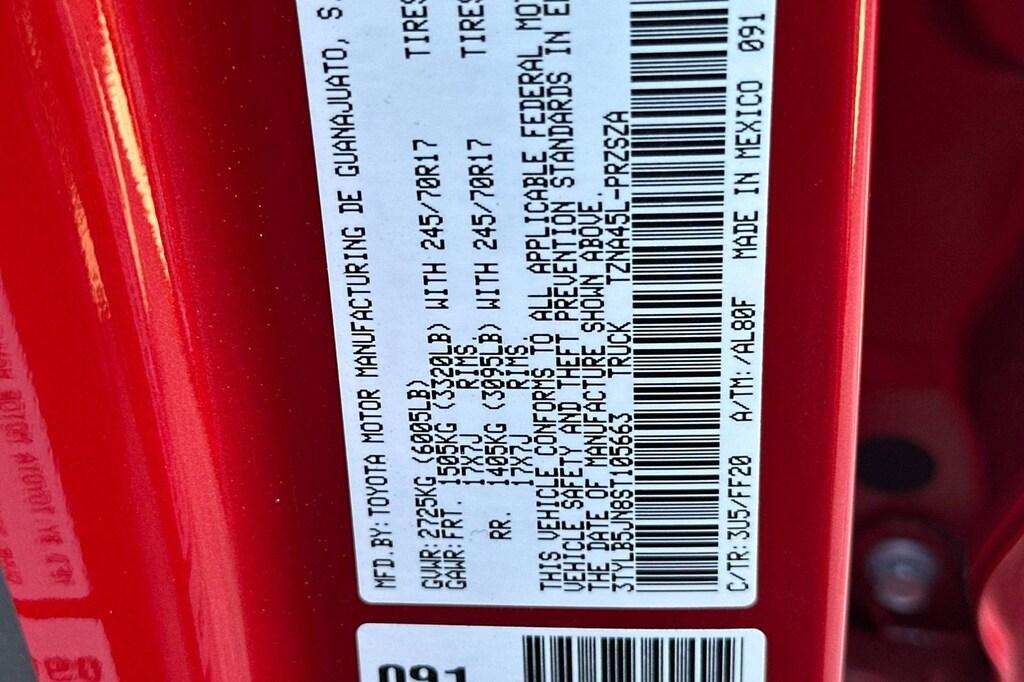 MFD.BY:TOYOTA MOTOR MANUFACTURING DE GUANAJUATO, S.
GVWR:2725KG (6005LB)
GAWR:FRT. 1505KG (3320LB) WITH 245/70R17 TIRES
17X7J RIMS.
RR. 1405KG (3095LB) WITH 245/70R17 TIRES
17X7J RIMS.
THIS VEHICLE CONFORMS TO ALL APPLICABLE FEDERAL MOT
VEHICLE SAFETY AND THEFT PREVENTION STANDARDS IN E
THE DATE OF MANUFACTURE SHOWN ABOVE.
3TYLB5JN8ST105663 TRUCK TZNA45L-PRZSZA
C/TR:3U5/FF20 A/TM:/AL80F MADE IN MEXICO 091
091